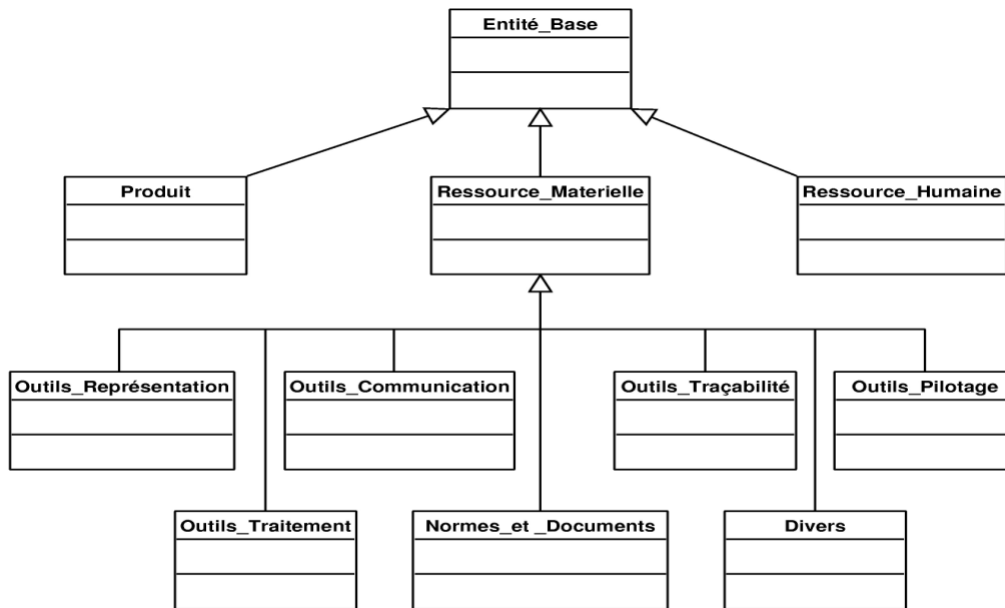 Entité_Base
Produit
Ressource_Materielle
Ressource_Humaine
Outils_Représentation
Outils_Communication
Outils_Traçabilité
Outils_Pilotage
Outils_Traitement
Normes_et _Documents
Divers